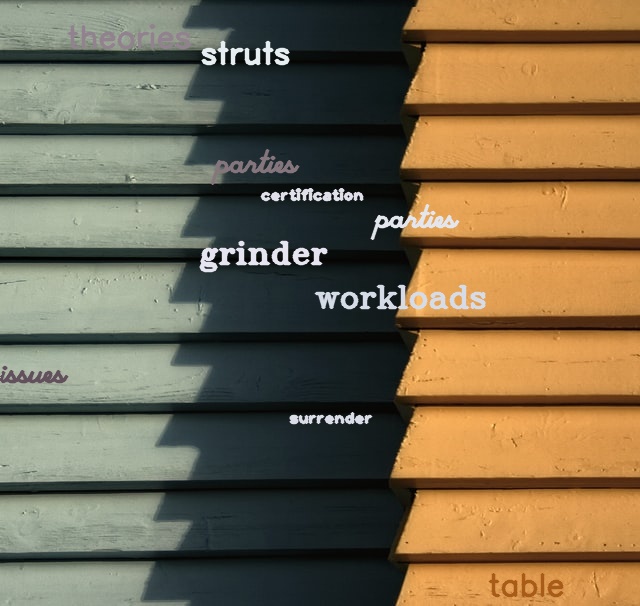 theories
struts
parties
certification
parties
grinder
workloads
issues
surrender
table